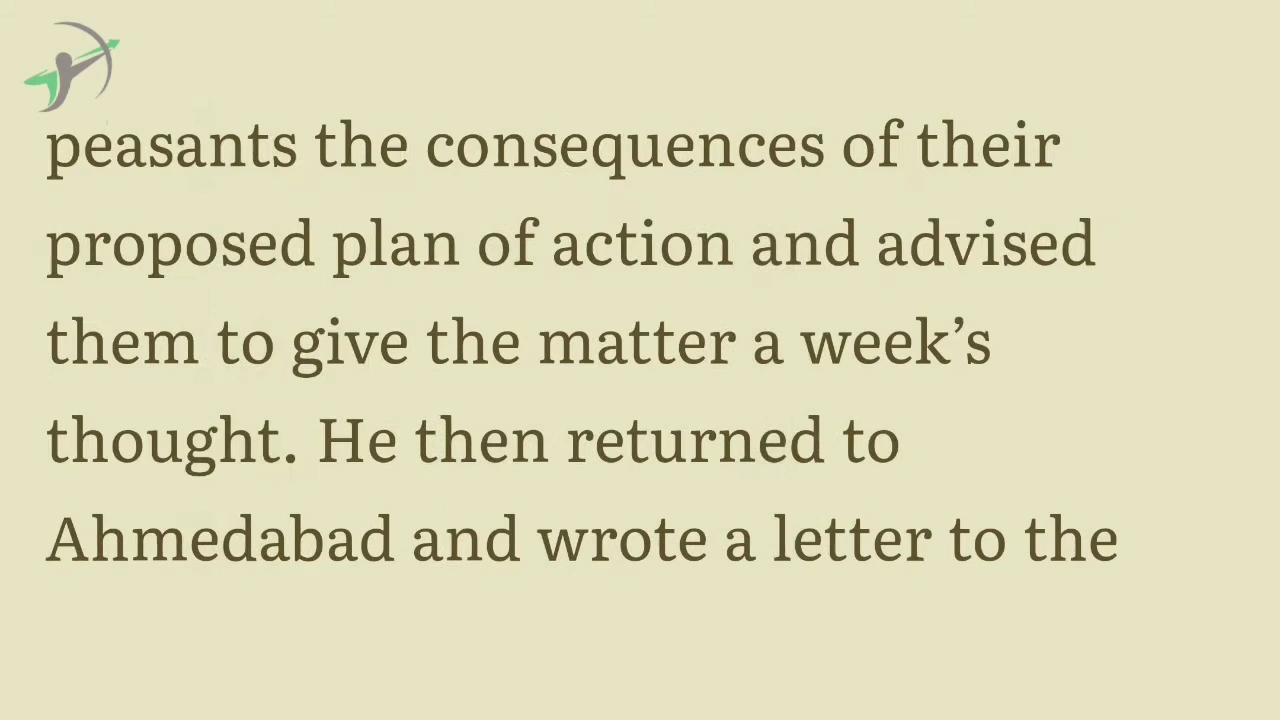 peasants the consequences of their
proposed plan of action and advised
them to give the matter a week’s
thought. He then returned to
Ahmedabad and wrote a letter to the